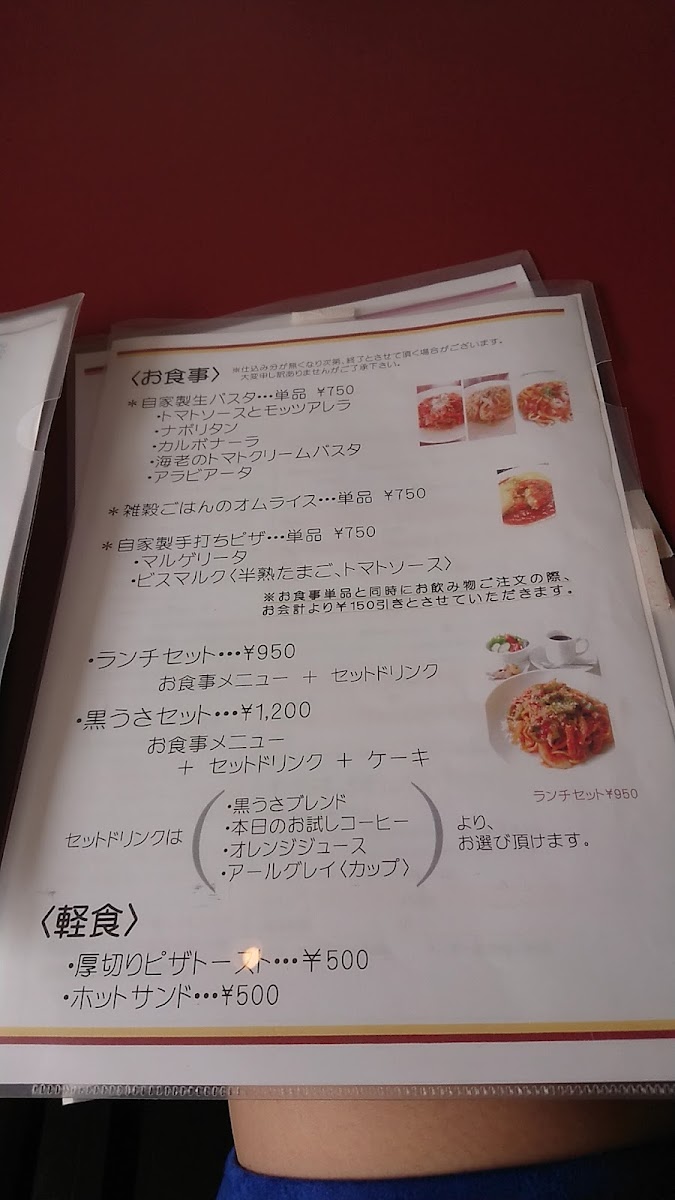 〈お食事〉
※仕込み分が無くなり次第、終了とさせて頂く場合がございます。
大変申し訳ありませんがご了承下さい。
＊自家製生パスタ…単品 ¥750
・トマトソースとモッツアレラ
・ナポリタン
・カルボナーラ
・海老のトマトクリームパスタ
・アラビアータ
＊雑穀ごはんのオムライス…単品 ¥750
＊自家製手打ちピザ…単品 ¥750
・マルゲリータ
・ビスマルク〈半熟たまご、トマトソース〉
※お食事単品と同時にお飲み物ご注文の際、
お会計より¥150引きとさせていただきます。
・ランチセット…¥950
お食事メニュー ＋ セットドリンク
・黒うさセット…¥1,200
お食事メニュー
＋ セットドリンク ＋ ケーキ
ランチセット¥950
セットドリンクは
・黒うさブレンド
・本日のお試しコーヒー
・オレンジジュース
・アールグレイ〈カップ〉
より、
お選び頂けます。
〈軽食〉
・厚切りピザトースト…¥500
・ホットサンド…¥500